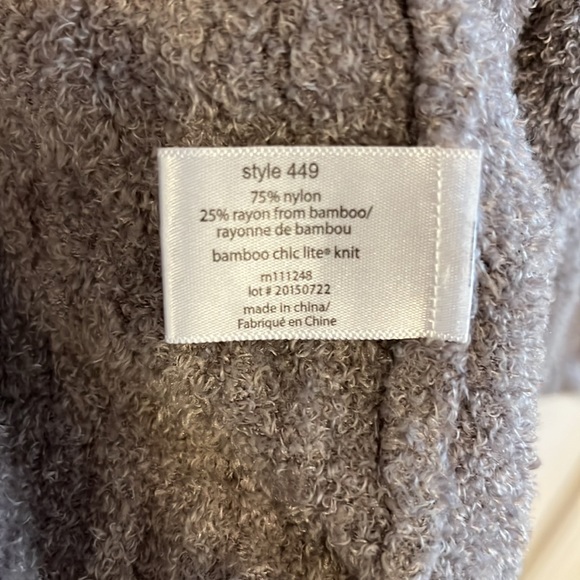 style 449
75% nylon
25% rayon from bamboo/
rayonne de bambou
bamboo chic lite® knit
rn111248
lot # 20150722
made in china/
Fabriqué en Chine